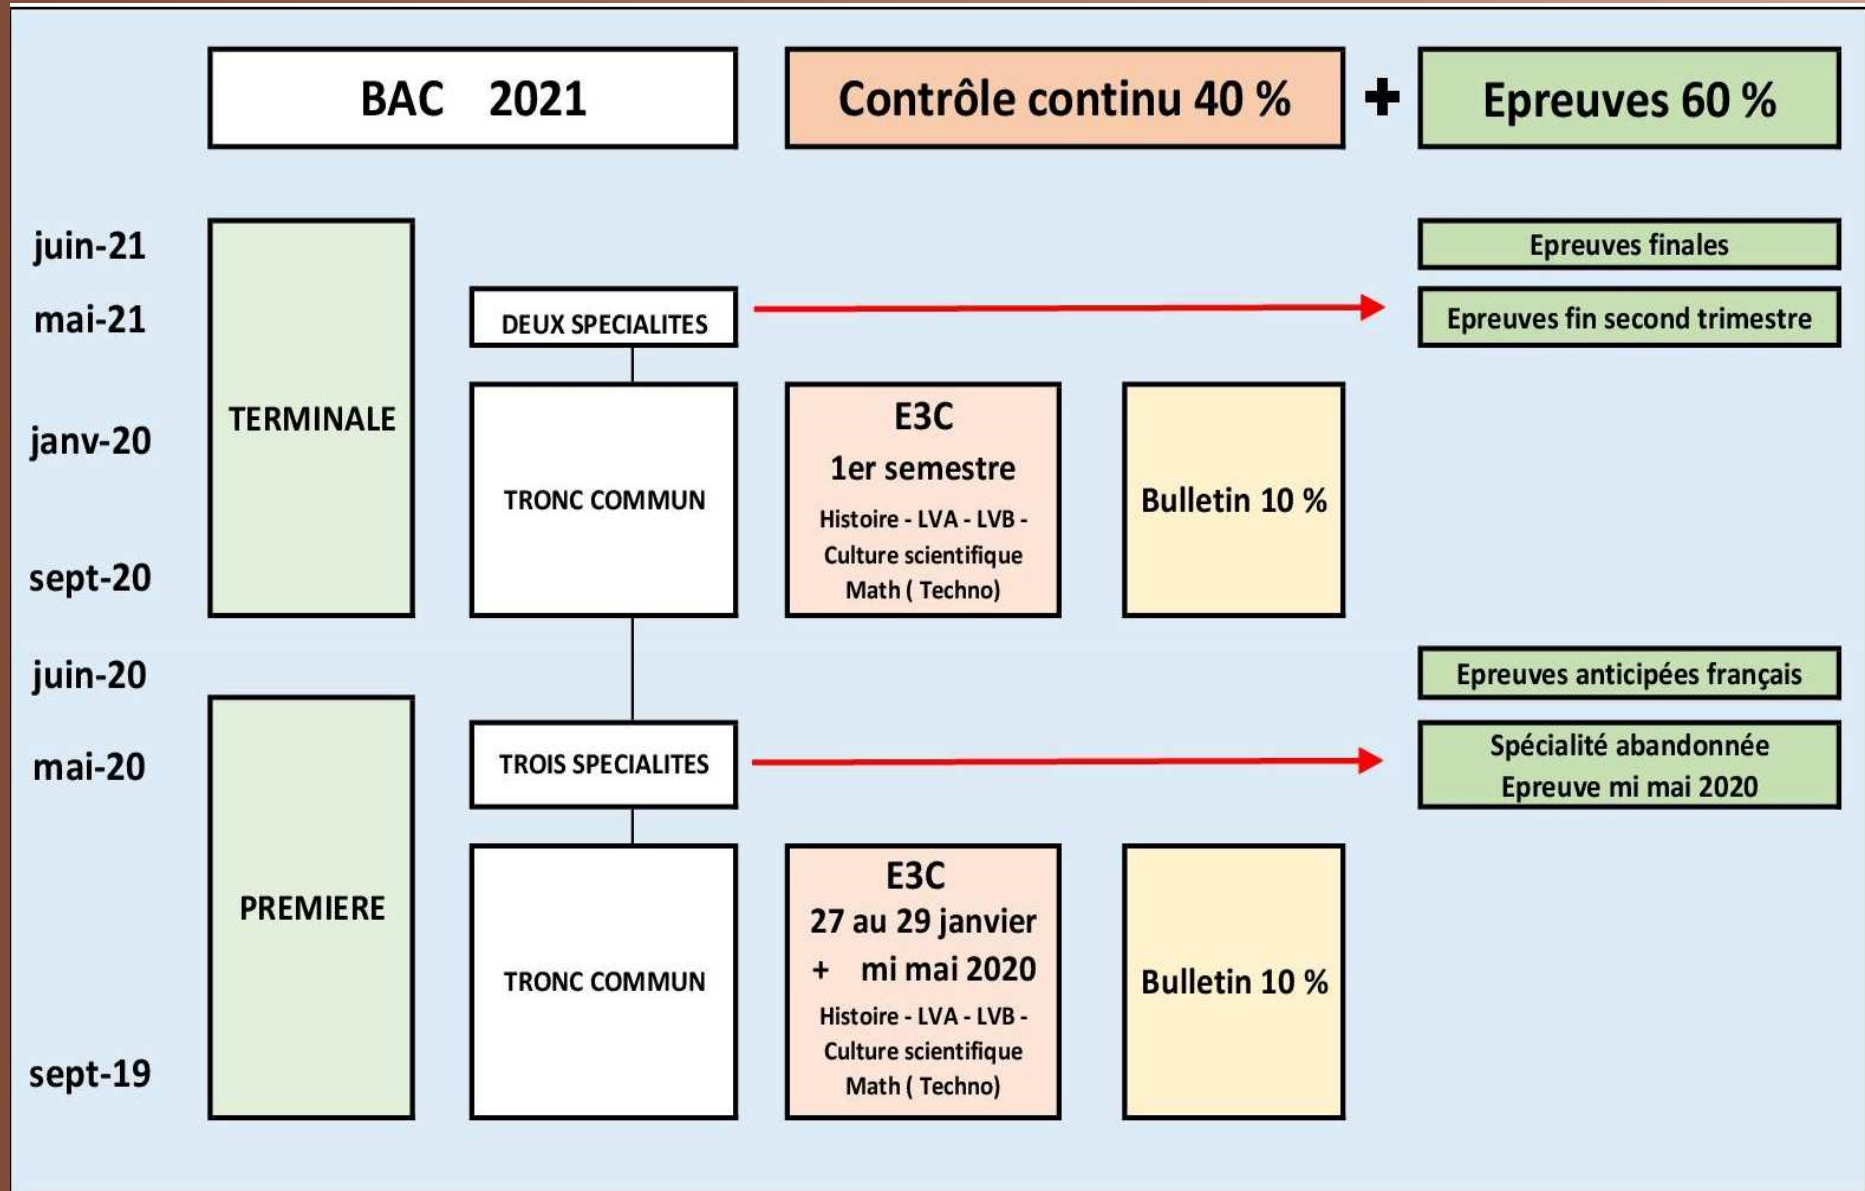 BAC 2021
Contrôle continu 40 %
+
Epreuves 60 %
juin-21
mai-21
janv-20
sept-20
juin-20
mai-20
sept-19
TERMINALE
DEUX SPECIALITES
TRONC COMMUN
E3C
1er semestre
Histoire - LVA - LVB -
Culture scientifique
Math ( Techno)
Bulletin 10 %
Epreuves finales
Epreuves fin second trimestre
PREMIERE
TROIS SPECIALITES
TRONC COMMUN
E3C
27 au 29 janvier
+ mi mai 2020
Histoire - LVA - LVB -
Culture scientifique
Math ( Techno)
Bulletin 10 %
Epreuves anticipées français
Spécialité abandonnée
Epreuve mi mai 2020